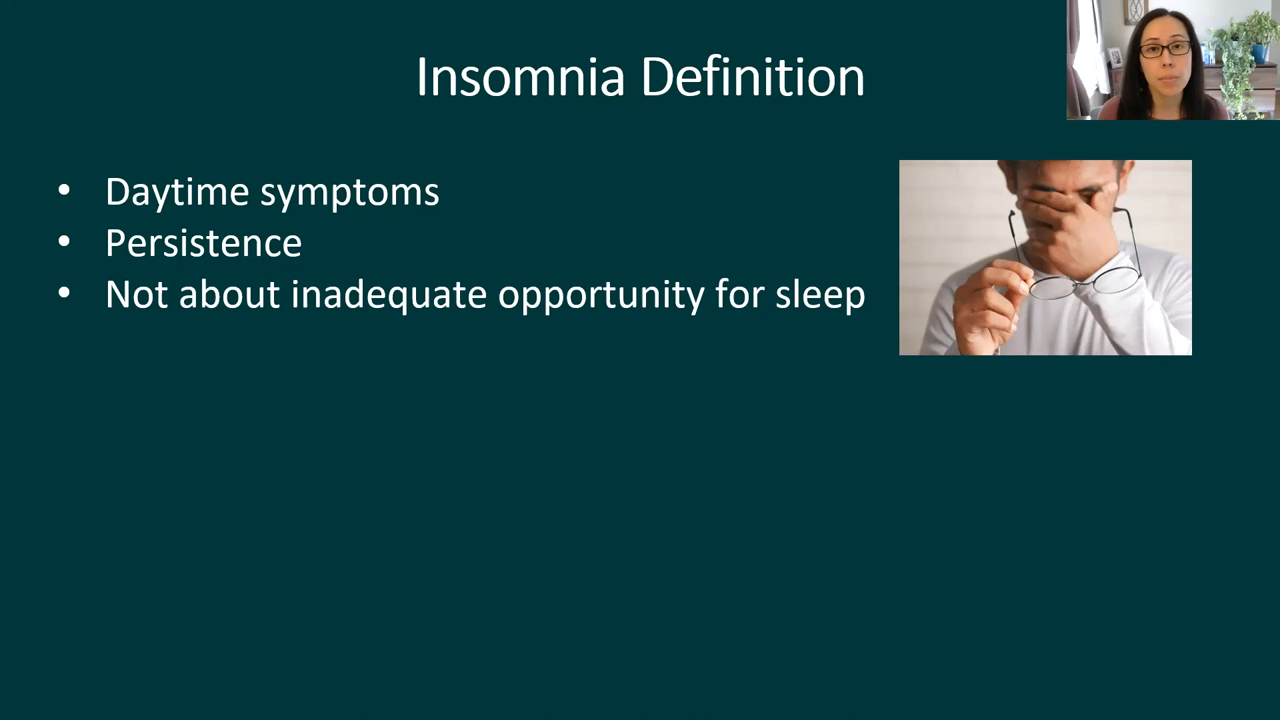 Insomnia Definition
• Daytime symptoms
• Persistence
• Not about inadequate opportunity for sleep